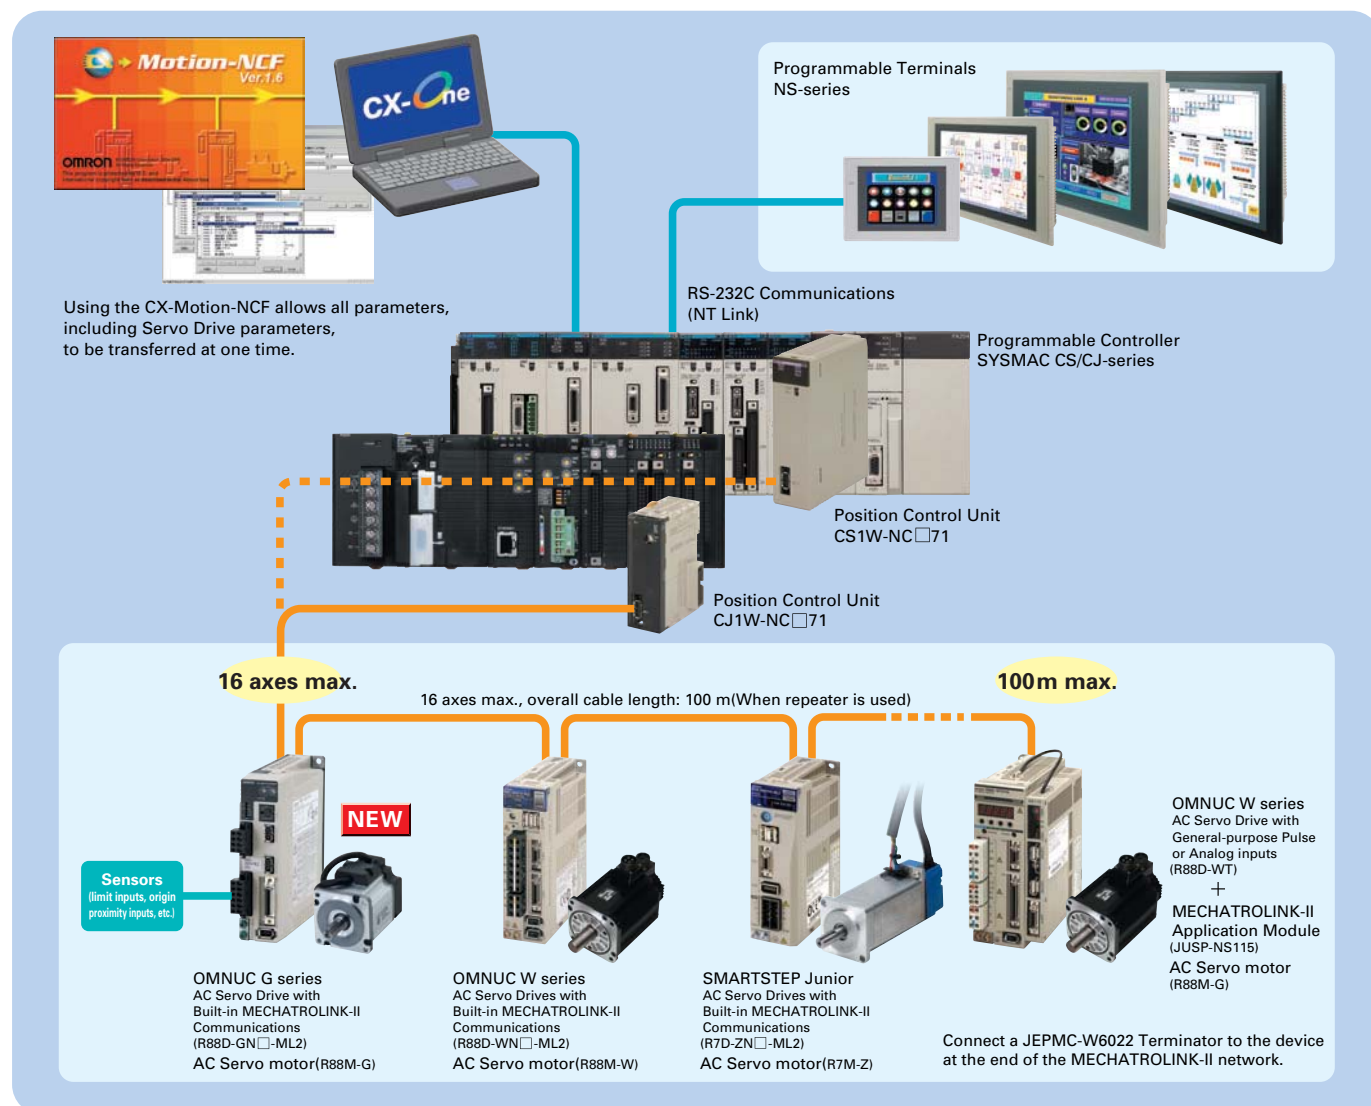 Motion-NCF
Ver.1.6
OMRON
CX-One
Programmable Terminals
NS-series
Using the CX-Motion-NCF allows all parameters,
including Servo Drive parameters,
to be transferred at one time.
RS-232C Communications
(NT Link)
Programmable Controller
SYSMAC CS/CJ-series
Position Control Unit
CS1W-NC□71
Position Control Unit
CJ1W-NC□71
16 axes max.
100m max.
16 axes max., overall cable length: 100 m(When repeater is used)
NEW
Sensors
(limit inputs, origin
proximity inputs, etc.)
OMNUC G series
AC Servo Drive with
Built-in MECHATROLINK-II
Communications
(R88D-GN□-ML2)
AC Servo motor(R88M-G)
OMNUC W series
AC Servo Drives with
Built-in MECHATROLINK-II
Communications
(R88D-WN□-ML2)
AC Servo motor(R88M-W)
SMARTSTEP Junior
AC Servo Drives with
Built-in MECHATROLINK-II
Communications
(R7D-ZN□-ML2)
AC Servo motor(R7M-Z)
OMNUC W series
AC Servo Drive with
General-purpose Pulse
or Analog inputs
(R88D-WT)
+
MECHATROLINK-II
Application Module
(JUSP-NS115)
AC Servo motor
(R88M-G)
Connect a JEPMC-W6022 Terminator to the device
at the end of the MECHATROLINK-II network.